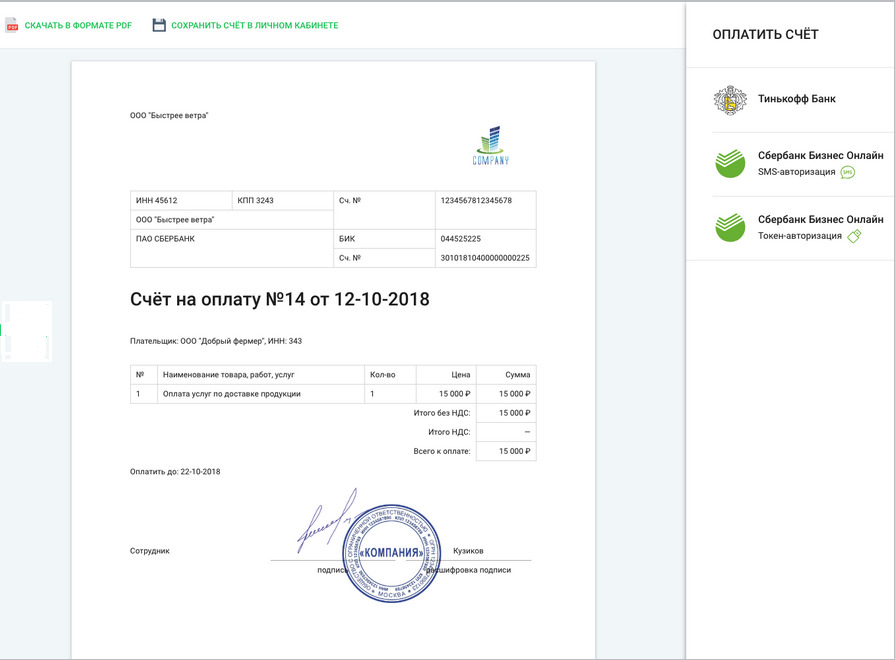 СКАЧАТЬ В ФОРМАТЕ PDF СОХРАНИТЬ СЧЁТ В ЛИЧНОМ КАБИНЕТЕ
ООО "Быстрее ветра"
COMPANY
ИНН 45612 КПП 3243 Сч. № 1234567812345678
ООО "Быстрее ветра"
ПАО СБЕРБАНК БИК 044525225
Сч. № 30101810400000000225
Счёт на оплату №14 от 12-10-2018
Плательщик: ООО "Добрый фермер", ИНН: 343
№ Наименование товара, работ, услуг Кол-во Цена Сумма
1 Оплата услуг по доставке продукции 1 15 000 ₽ 15 000 ₽
Итого без НДС: 15 000 ₽
Итого НДС: —
Всего к оплате: 15 000 ₽
Оплатить до: 22-10-2018
Сотрудник Кузиков
подпись расшифровка подписи
«КОМПАНИЯ»
МОСКВА
ОПЛАТИТЬ СЧЁТ
Тинькофф Банк
Сбербанк Бизнес Онлайн
SMS-авторизация SMS
Сбербанк Бизнес Онлайн
Токен-авторизация